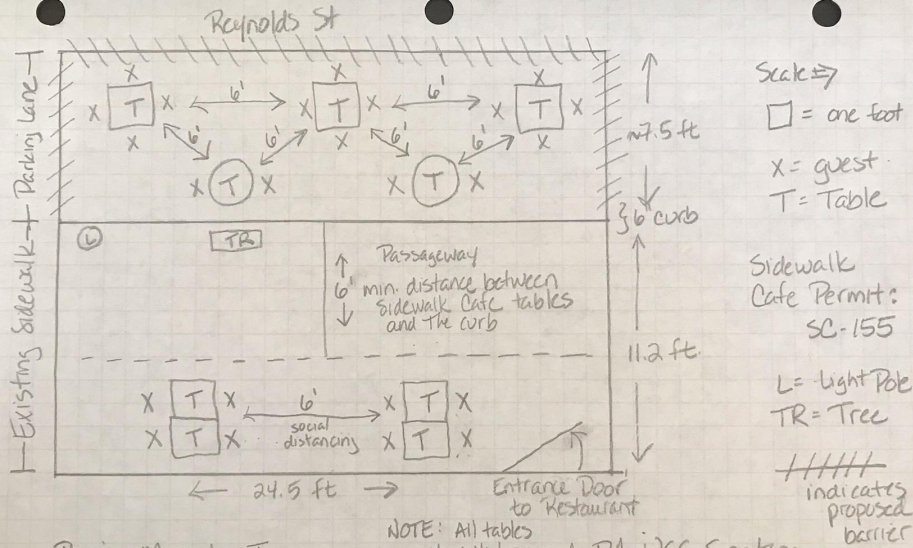 Reynolds St
Parking Lane
X X X
X T X 6' X T X 6' X T X
X X X
6' 6' 6' 6'
X T X X T X
~7.5 ft
6" curb
Existing Sidewalk
L TR
Passageway
6' min. distance between
Sidewalk Cafe tables
and the curb
11.2 ft.
X T X 6' X T X
X T X social X T X
distancing
24.5 ft
Entrance Door
to Restaurant
NOTE: All tables
Scale
= one foot
X = guest
T = Table
Sidewalk
Cafe Permit:
SC-155
L = Light Pole
TR = Tree
indicates
proposed
barrier